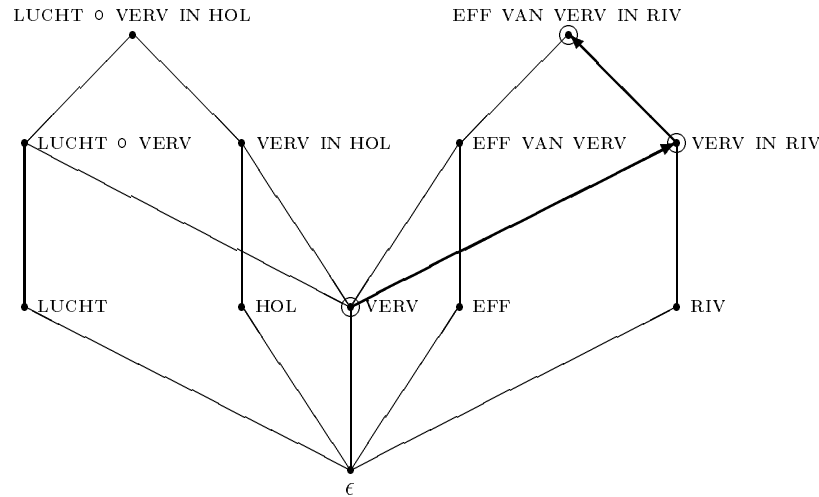 LUCHT o VERV IN HOL
EFF VAN VERV IN RIV
LUCHT o VERV
VERV IN HOL
EFF VAN VERV
VERV IN RIV
LUCHT
HOL
VERV
EFF
RIV
ϵ